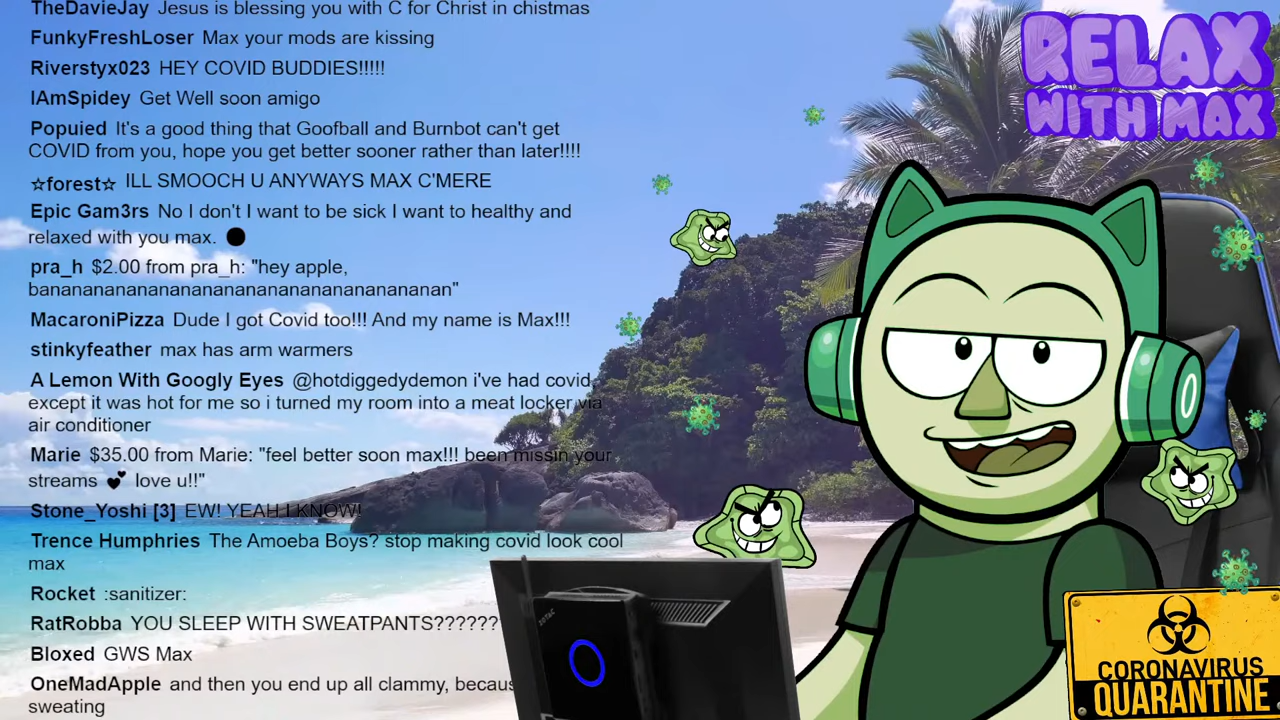 TheDavieJay Jesus is blessing you with C for Christ in chistmas
FunkyFreshLoser Max your mods are kissing
Riverstyx023 HEY COVID BUDDIES!!!!!
IAmSpidey Get Well soon amigo
Popuied It's a good thing that Goofball and Burnbot can't get
COVID from you, hope you get better sooner rather than later!!!!
☆forest☆ ILL SMOOCH U ANYWAYS MAX C'MERE
Epic Gam3rs No I don't I want to be sick I want to healthy and
relaxed with you max.
pra_h $2.00 from pra_h: "hey apple,
bananananananananananananananananananan"
MacaroniPizza Dude I got Covid too!!! And my name is Max!!!
stinkyfeather max has arm warmers
A Lemon With Googly Eyes @hotdiggedydemon i've had covid,
except it was hot for me so i turned my room into a meat locker via
air conditioner
Marie $35.00 from Marie: "feel better soon max!!! been missin your
streams 💕 love u!!"
Stone_Yoshi [3] EW! YEAH I KNOW!
Trence Humphries The Amoeba Boys? stop making covid look cool
max
Rocket :sanitizer:
RatRobba YOU SLEEP WITH SWEATPANTS??????
Bloxed GWS Max
OneMadApple and then you end up all clammy, becaus
sweating
RELAX
WITH MAX
ZOTAC
CORONAVIRUS
QUARANTINE